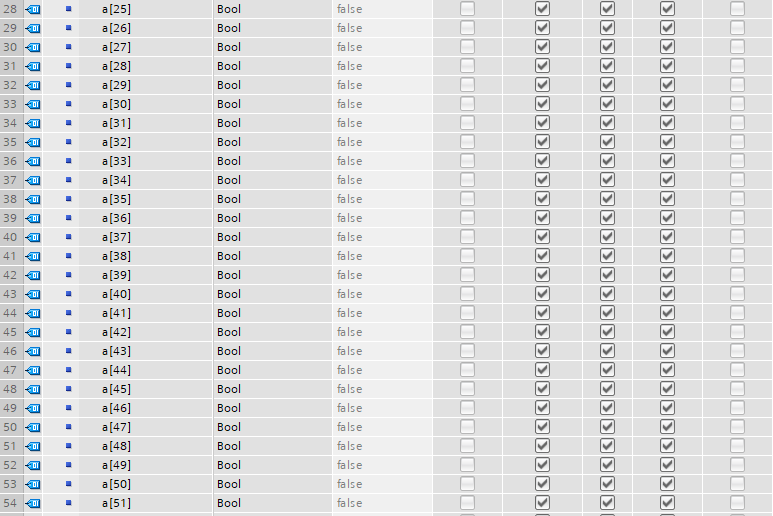 28 a[25] Bool false
29 a[26] Bool false
30 a[27] Bool false
31 a[28] Bool false
32 a[29] Bool false
33 a[30] Bool false
34 a[31] Bool false
35 a[32] Bool false
36 a[33] Bool false
37 a[34] Bool false
38 a[35] Bool false
39 a[36] Bool false
40 a[37] Bool false
41 a[38] Bool false
42 a[39] Bool false
43 a[40] Bool false
44 a[41] Bool false
45 a[42] Bool false
46 a[43] Bool false
47 a[44] Bool false
48 a[45] Bool false
49 a[46] Bool false
50 a[47] Bool false
51 a[48] Bool false
52 a[49] Bool false
53 a[50] Bool false
54 a[51] Bool false